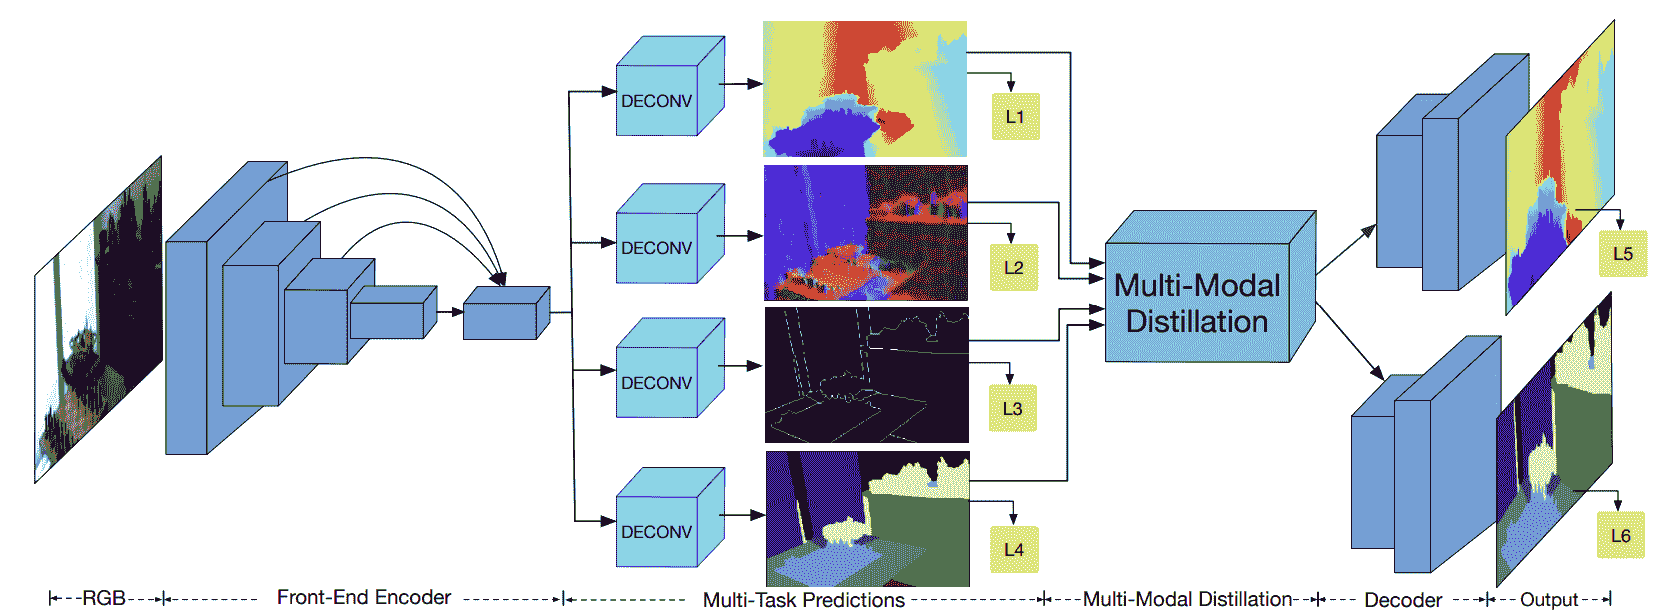 DECONV
L1
DECONV
L2
DECONV
L3
DECONV
L4
Multi-Modal
Distillation
L5
L6
RGB
Front-End Encoder
Multi-Task Predictions
Multi-Modal Distillation
Decoder
Output